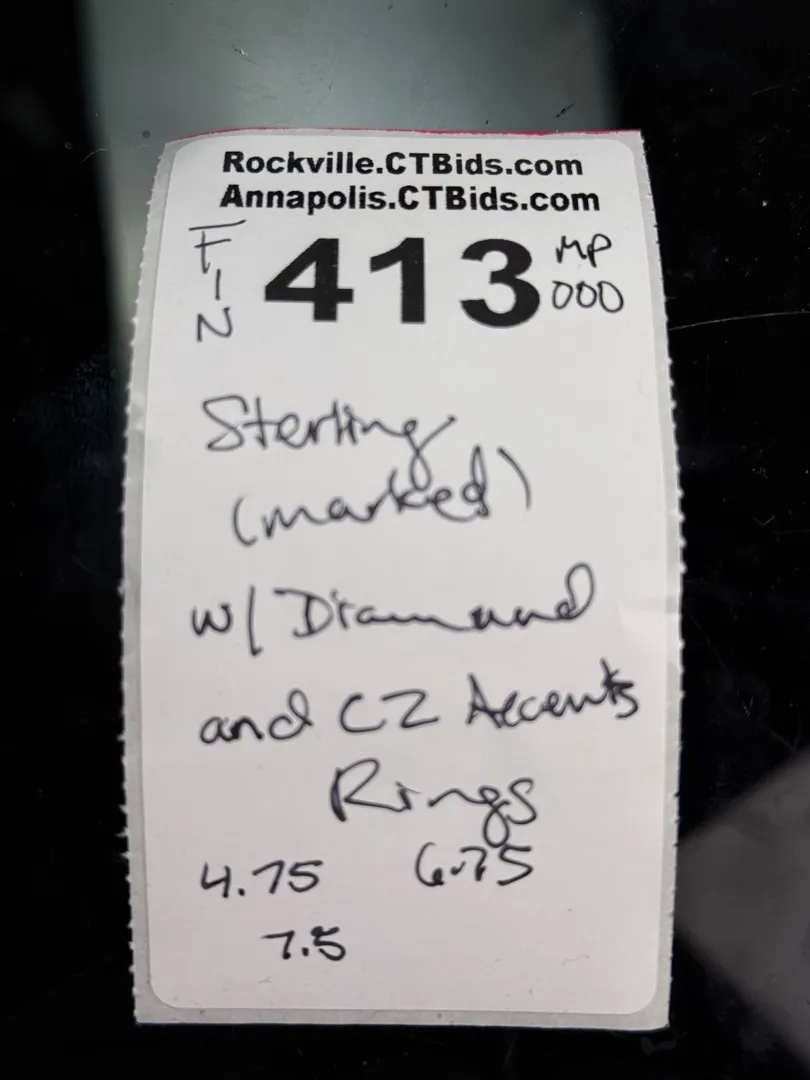 Rockville.CTBids.com
Annapolis.CTBids.com
FIN 413 MP
000
Sterling
(marked)
w/ Diamond
and CZ Accents
Rings
4.75 6.75
7.5